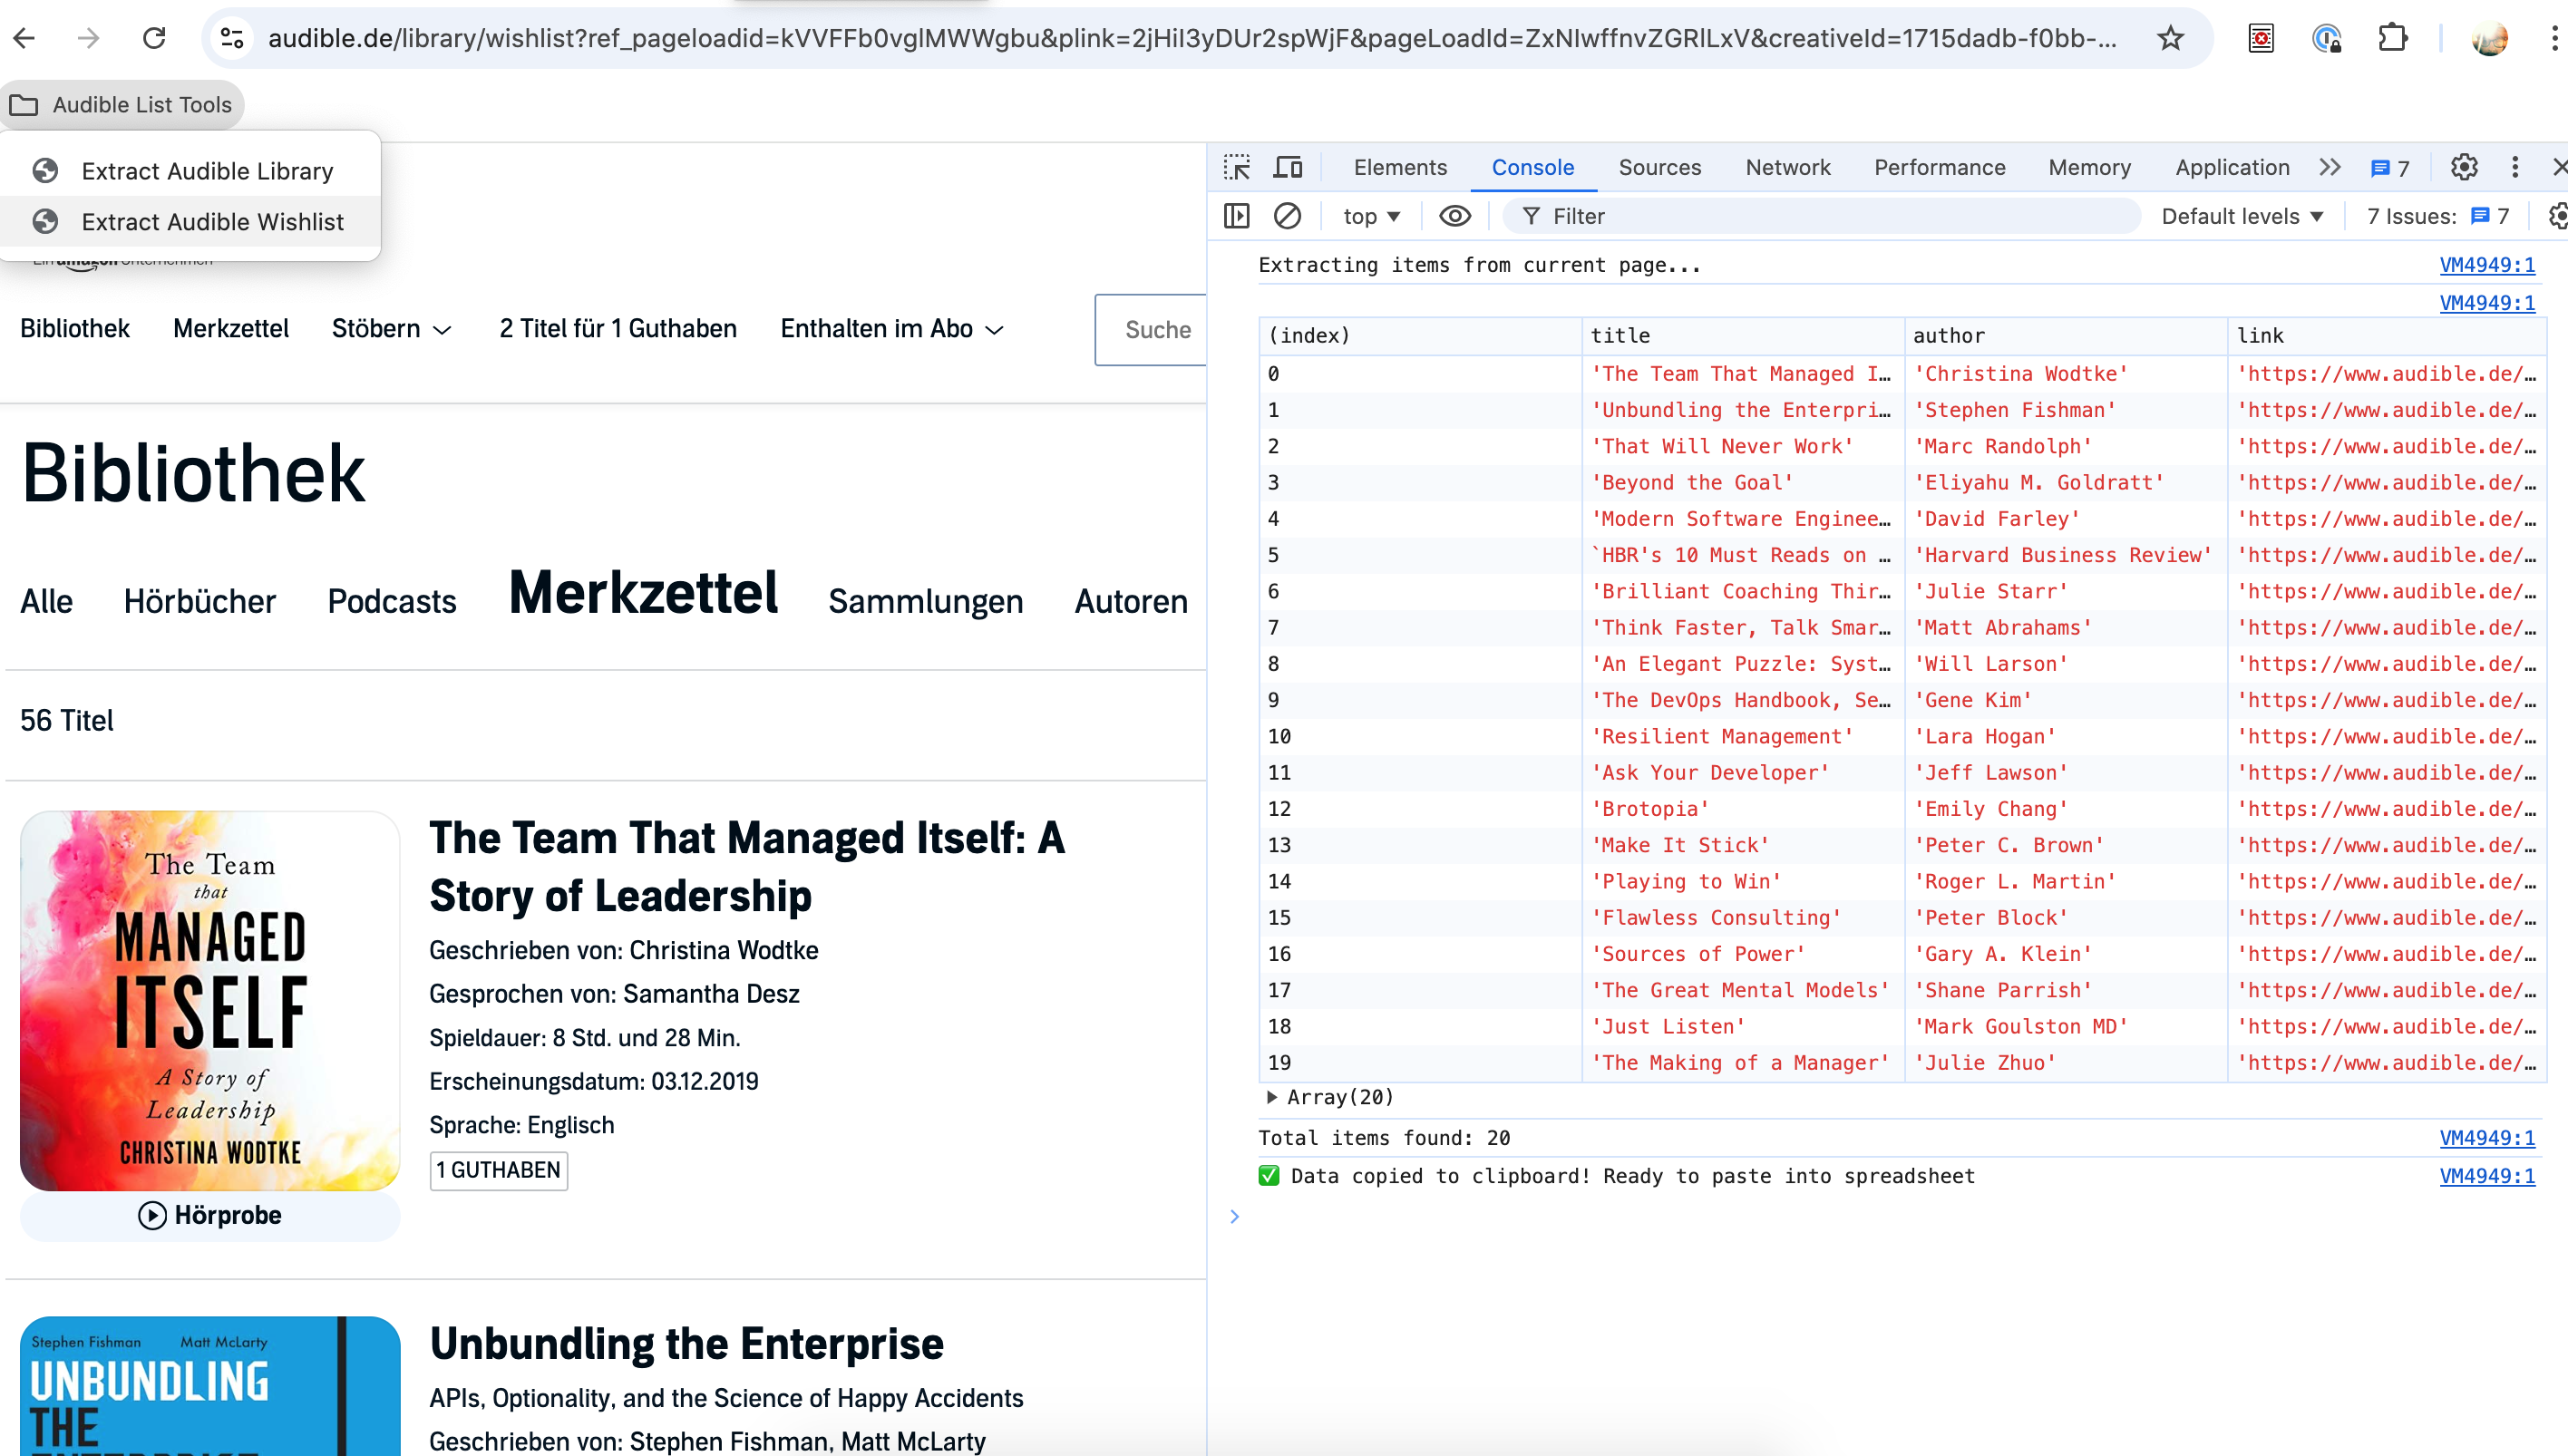 audible.de/library/wishlist?ref_pageloadid=kVVFFb0vglMWWgbu&plink=2jHiI3yDUr2spWjF&pageLoadId=ZxNIwffnvZGRlLxV&creativeId=1715dadb-f0bb-...
Audible List Tools
Extract Audible Library
Extract Audible Wishlist
Bibliothek Merkzettel Stöbern 2 Titel für 1 Guthaben Enthalten im Abo Suche
Bibliothek
Alle Hörbücher Podcasts Merkzettel Sammlungen Autoren
56 Titel
The Team
that
MANAGED
ITSELF
A Story of
Leadership
CHRISTINA WODTKE
Hörprobe
The Team That Managed Itself: A
Story of Leadership
Geschrieben von: Christina Wodtke
Gesprochen von: Samantha Desz
Spieldauer: 8 Std. und 28 Min.
Erscheinungsdatum: 03.12.2019
Sprache: Englisch
1 GUTHABEN
Stephen Fishman Matt McLarty
UNBUNDLING
THE
Unbundling the Enterprise
APIs, Optionality, and the Science of Happy Accidents
Geschrieben von: Stephen Fishman, Matt McLarty
Elements Console Sources Network Performance Memory Application 7
top Filter Default levels 7 Issues: 7
Extracting items from current page... VM4949:1
VM4949:1
(index) title author link
0 'The Team That Managed I… 'Christina Wodtke' 'https://www.audible.de/…
1 'Unbundling the Enterpri… 'Stephen Fishman' 'https://www.audible.de/…
2 'That Will Never Work' 'Marc Randolph' 'https://www.audible.de/…
3 'Beyond the Goal' 'Eliyahu M. Goldratt' 'https://www.audible.de/…
4 'Modern Software Enginee… 'David Farley' 'https://www.audible.de/…
5 `HBR's 10 Must Reads on … 'Harvard Business Review' 'https://www.audible.de/…
6 'Brilliant Coaching Thir… 'Julie Starr' 'https://www.audible.de/…
7 'Think Faster, Talk Smar… 'Matt Abrahams' 'https://www.audible.de/…
8 'An Elegant Puzzle: Syst… 'Will Larson' 'https://www.audible.de/…
9 'The DevOps Handbook, Se… 'Gene Kim' 'https://www.audible.de/…
10 'Resilient Management' 'Lara Hogan' 'https://www.audible.de/…
11 'Ask Your Developer' 'Jeff Lawson' 'https://www.audible.de/…
12 'Brotopia' 'Emily Chang' 'https://www.audible.de/…
13 'Make It Stick' 'Peter C. Brown' 'https://www.audible.de/…
14 'Playing to Win' 'Roger L. Martin' 'https://www.audible.de/…
15 'Flawless Consulting' 'Peter Block' 'https://www.audible.de/…
16 'Sources of Power' 'Gary A. Klein' 'https://www.audible.de/…
17 'The Great Mental Models' 'Shane Parrish' 'https://www.audible.de/…
18 'Just Listen' 'Mark Goulston MD' 'https://www.audible.de/…
19 'The Making of a Manager' 'Julie Zhuo' 'https://www.audible.de/…
Array(20)
Total items found: 20 VM4949:1
✅ Data copied to clipboard! Ready to paste into spreadsheet VM4949:1